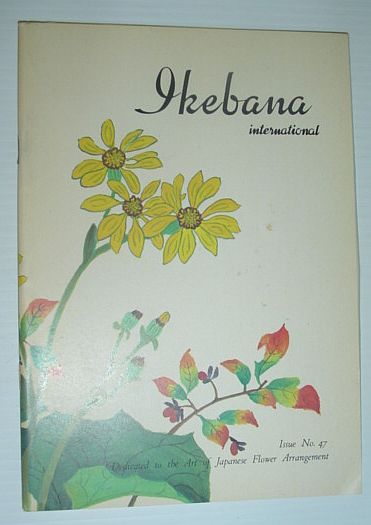 Ikebana
international
Issue No. 47
Dedicated to the Art of Japanese Flower Arrangement